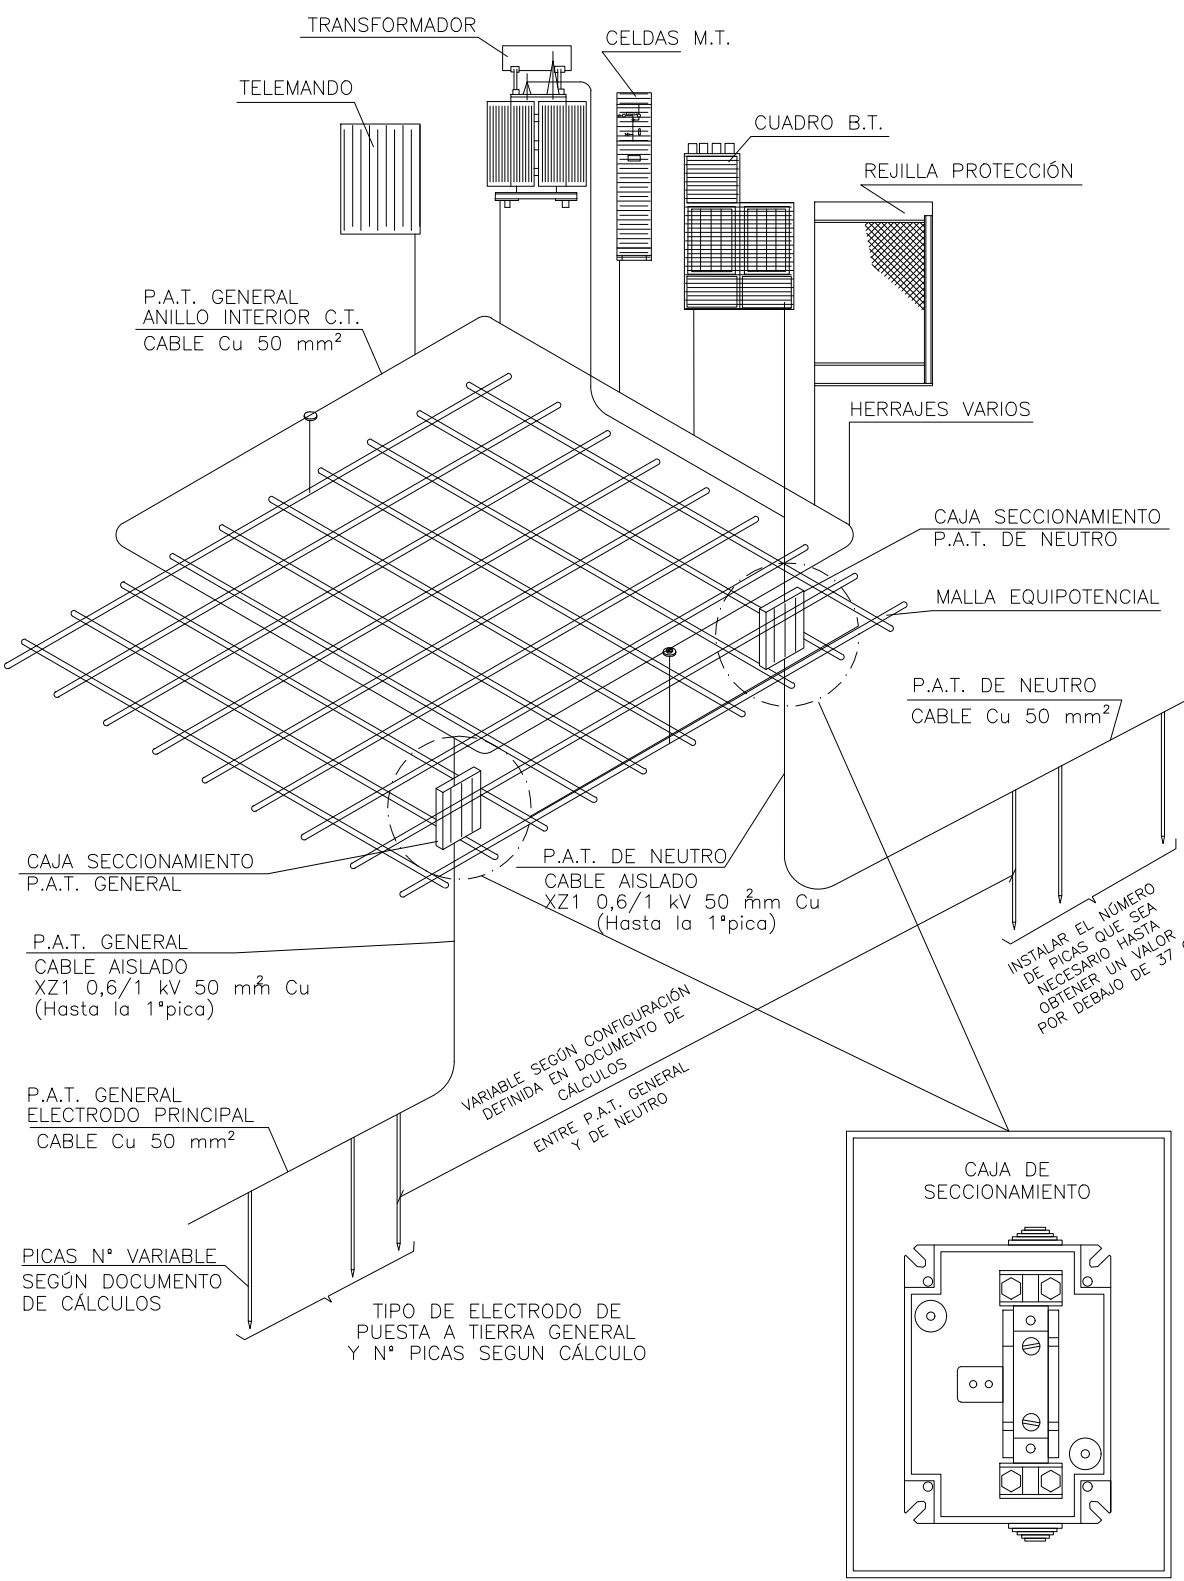 TRANSFORMADOR
CELDAS M.T.
TELEMANDO
CUADRO B.T.
REJILLA PROTECCIÓN
P.A.T. GENERAL
ANILLO INTERIOR C.T.
CABLE Cu 50 mm²
HERRAJES VARIOS
CAJA SECCIONAMIENTO
P.A.T. DE NEUTRO
MALLA EQUIPOTENCIAL
P.A.T. DE NEUTRO
CABLE Cu 50 mm²
CAJA SECCIONAMIENTO
P.A.T. GENERAL
P.A.T. DE NEUTRO
CABLE AISLADO
XZ1 0,6/1 kV 50 mm² Cu
(Hasta la 1ªpica)
INSTALAR EL NÚMERO
DE PICAS QUE SEA
NECESARIO HASTA
OBTENER UN VALOR
POR DEBAJO DE 37
P.A.T. GENERAL
CABLE AISLADO
XZ1 0,6/1 kV 50 mm² Cu
(Hasta la 1ªpica)
VARIABLE SEGÚN CONFIGURACIÓN
DEFINIDA EN DOCUMENTO DE
CÁLCULOS
ENTRE P.A.T. GENERAL
Y DE NEUTRO
P.A.T. GENERAL
ELECTRODO PRINCIPAL
CABLE Cu 50 mm²
PICAS Nº VARIABLE
SEGÚN DOCUMENTO
DE CÁLCULOS
TIPO DE ELECTRODO DE
PUESTA A TIERRA GENERAL
Y Nº PICAS SEGUN CÁLCULO
CAJA DE
SECCIONAMIENTO